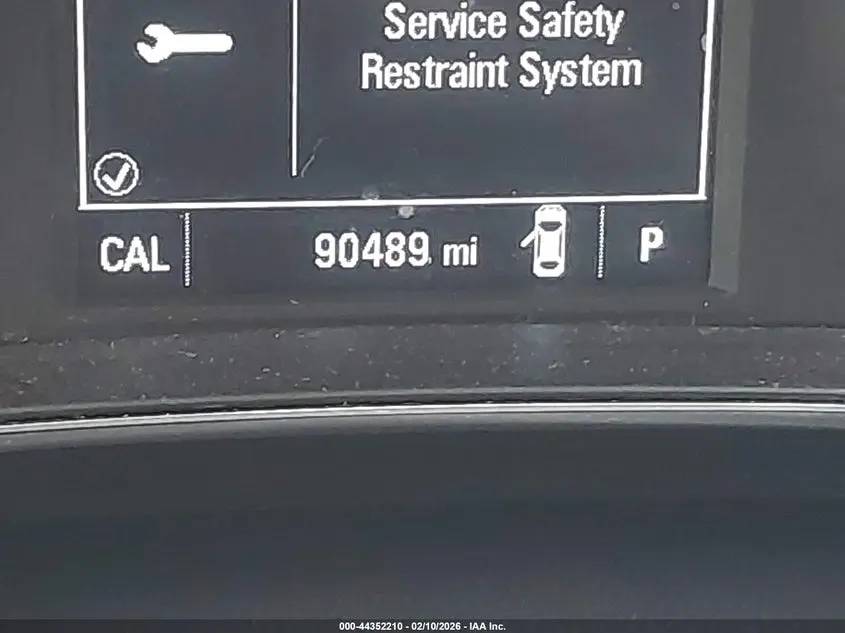 Service Safety
Restraint System
CAL 90489 mi P
000-44352210 - 02/10/2026 - IAA Inc.